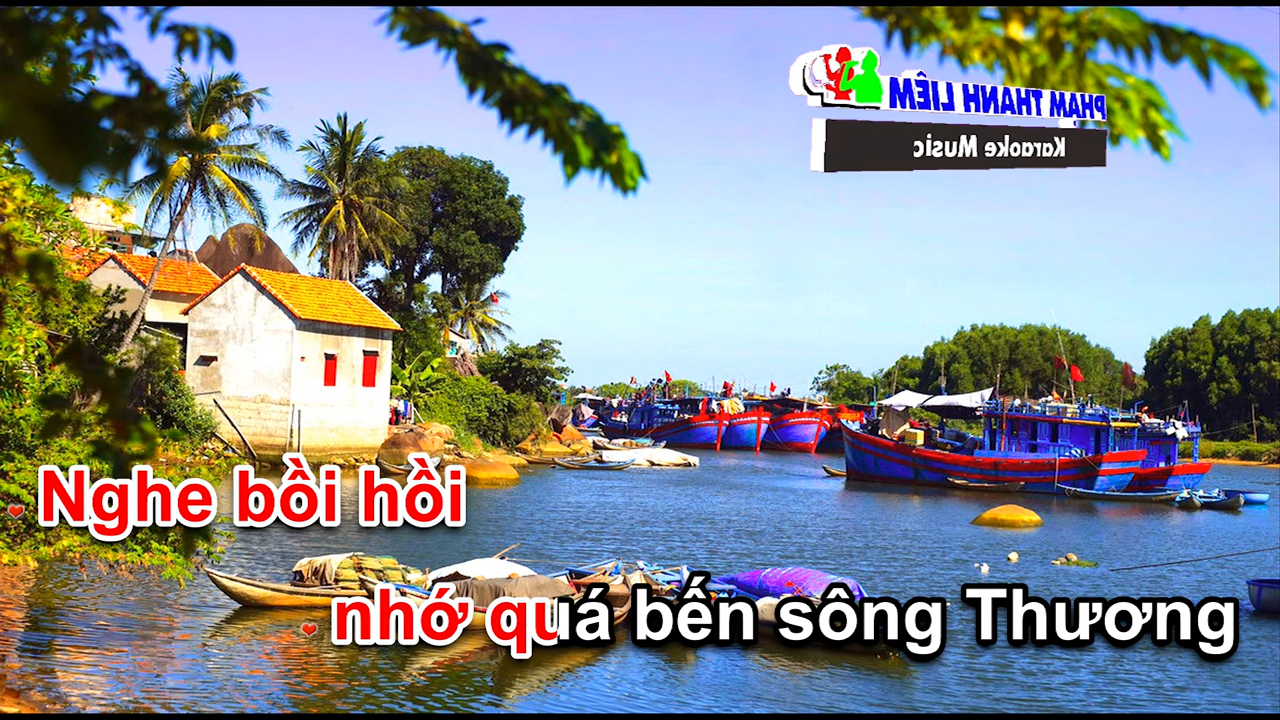 PHẠM THANH LIÊM
Karaoke Music
Nghe bồi hồi
nhớ quá bến sông Thương